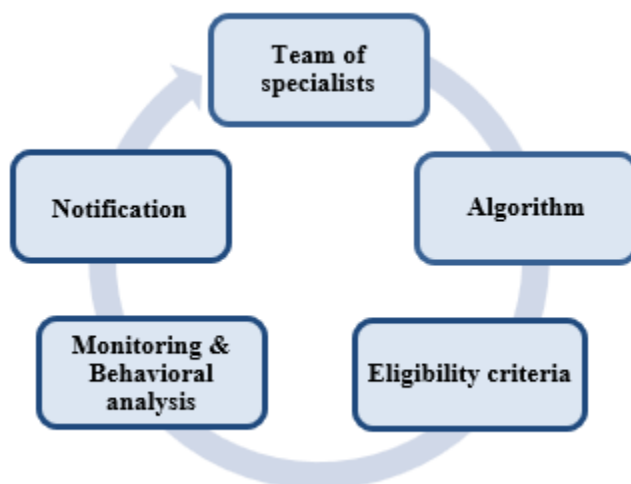 Team of
specialists
Algorithm
Eligibility criteria
Monitoring &
Behavioral
analysis
Notification